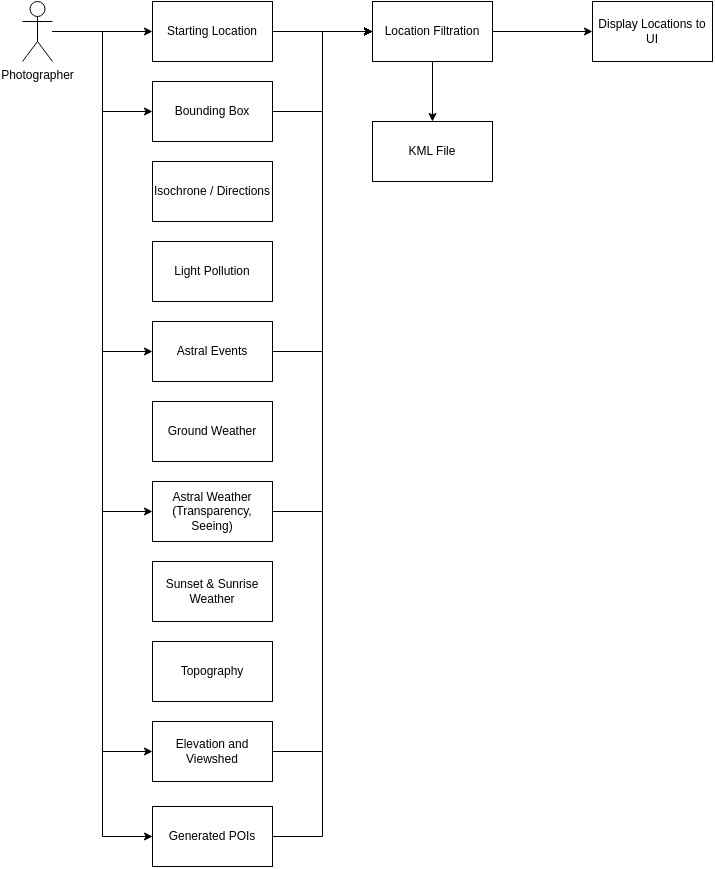 Photographer
Starting Location
Location Filtration
Display Locations to
UI
Bounding Box
KML File
Isochrone / Directions
Light Pollution
Astral Events
Ground Weather
Astral Weather
(Transparency,
Seeing)
Sunset & Sunrise
Weather
Topography
Elevation and
Viewshed
Generated POIs